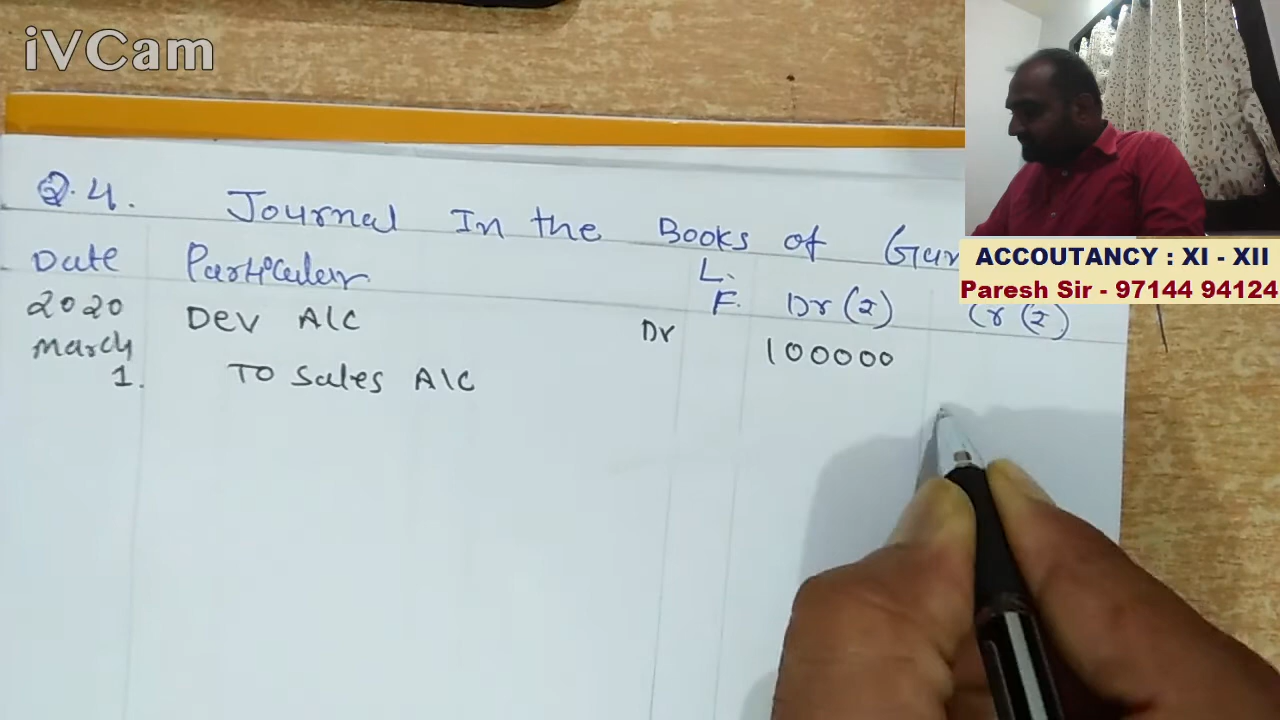 iVCam
Q.4. Journal In the Books of
ACCOUTANCY : XI - XII
Paresh Sir - 97144 94124
Date Particular L.F. Dr (₹) Cr (₹)
2020 Dev A/C Dr 100000
March
1. To Sales A/C